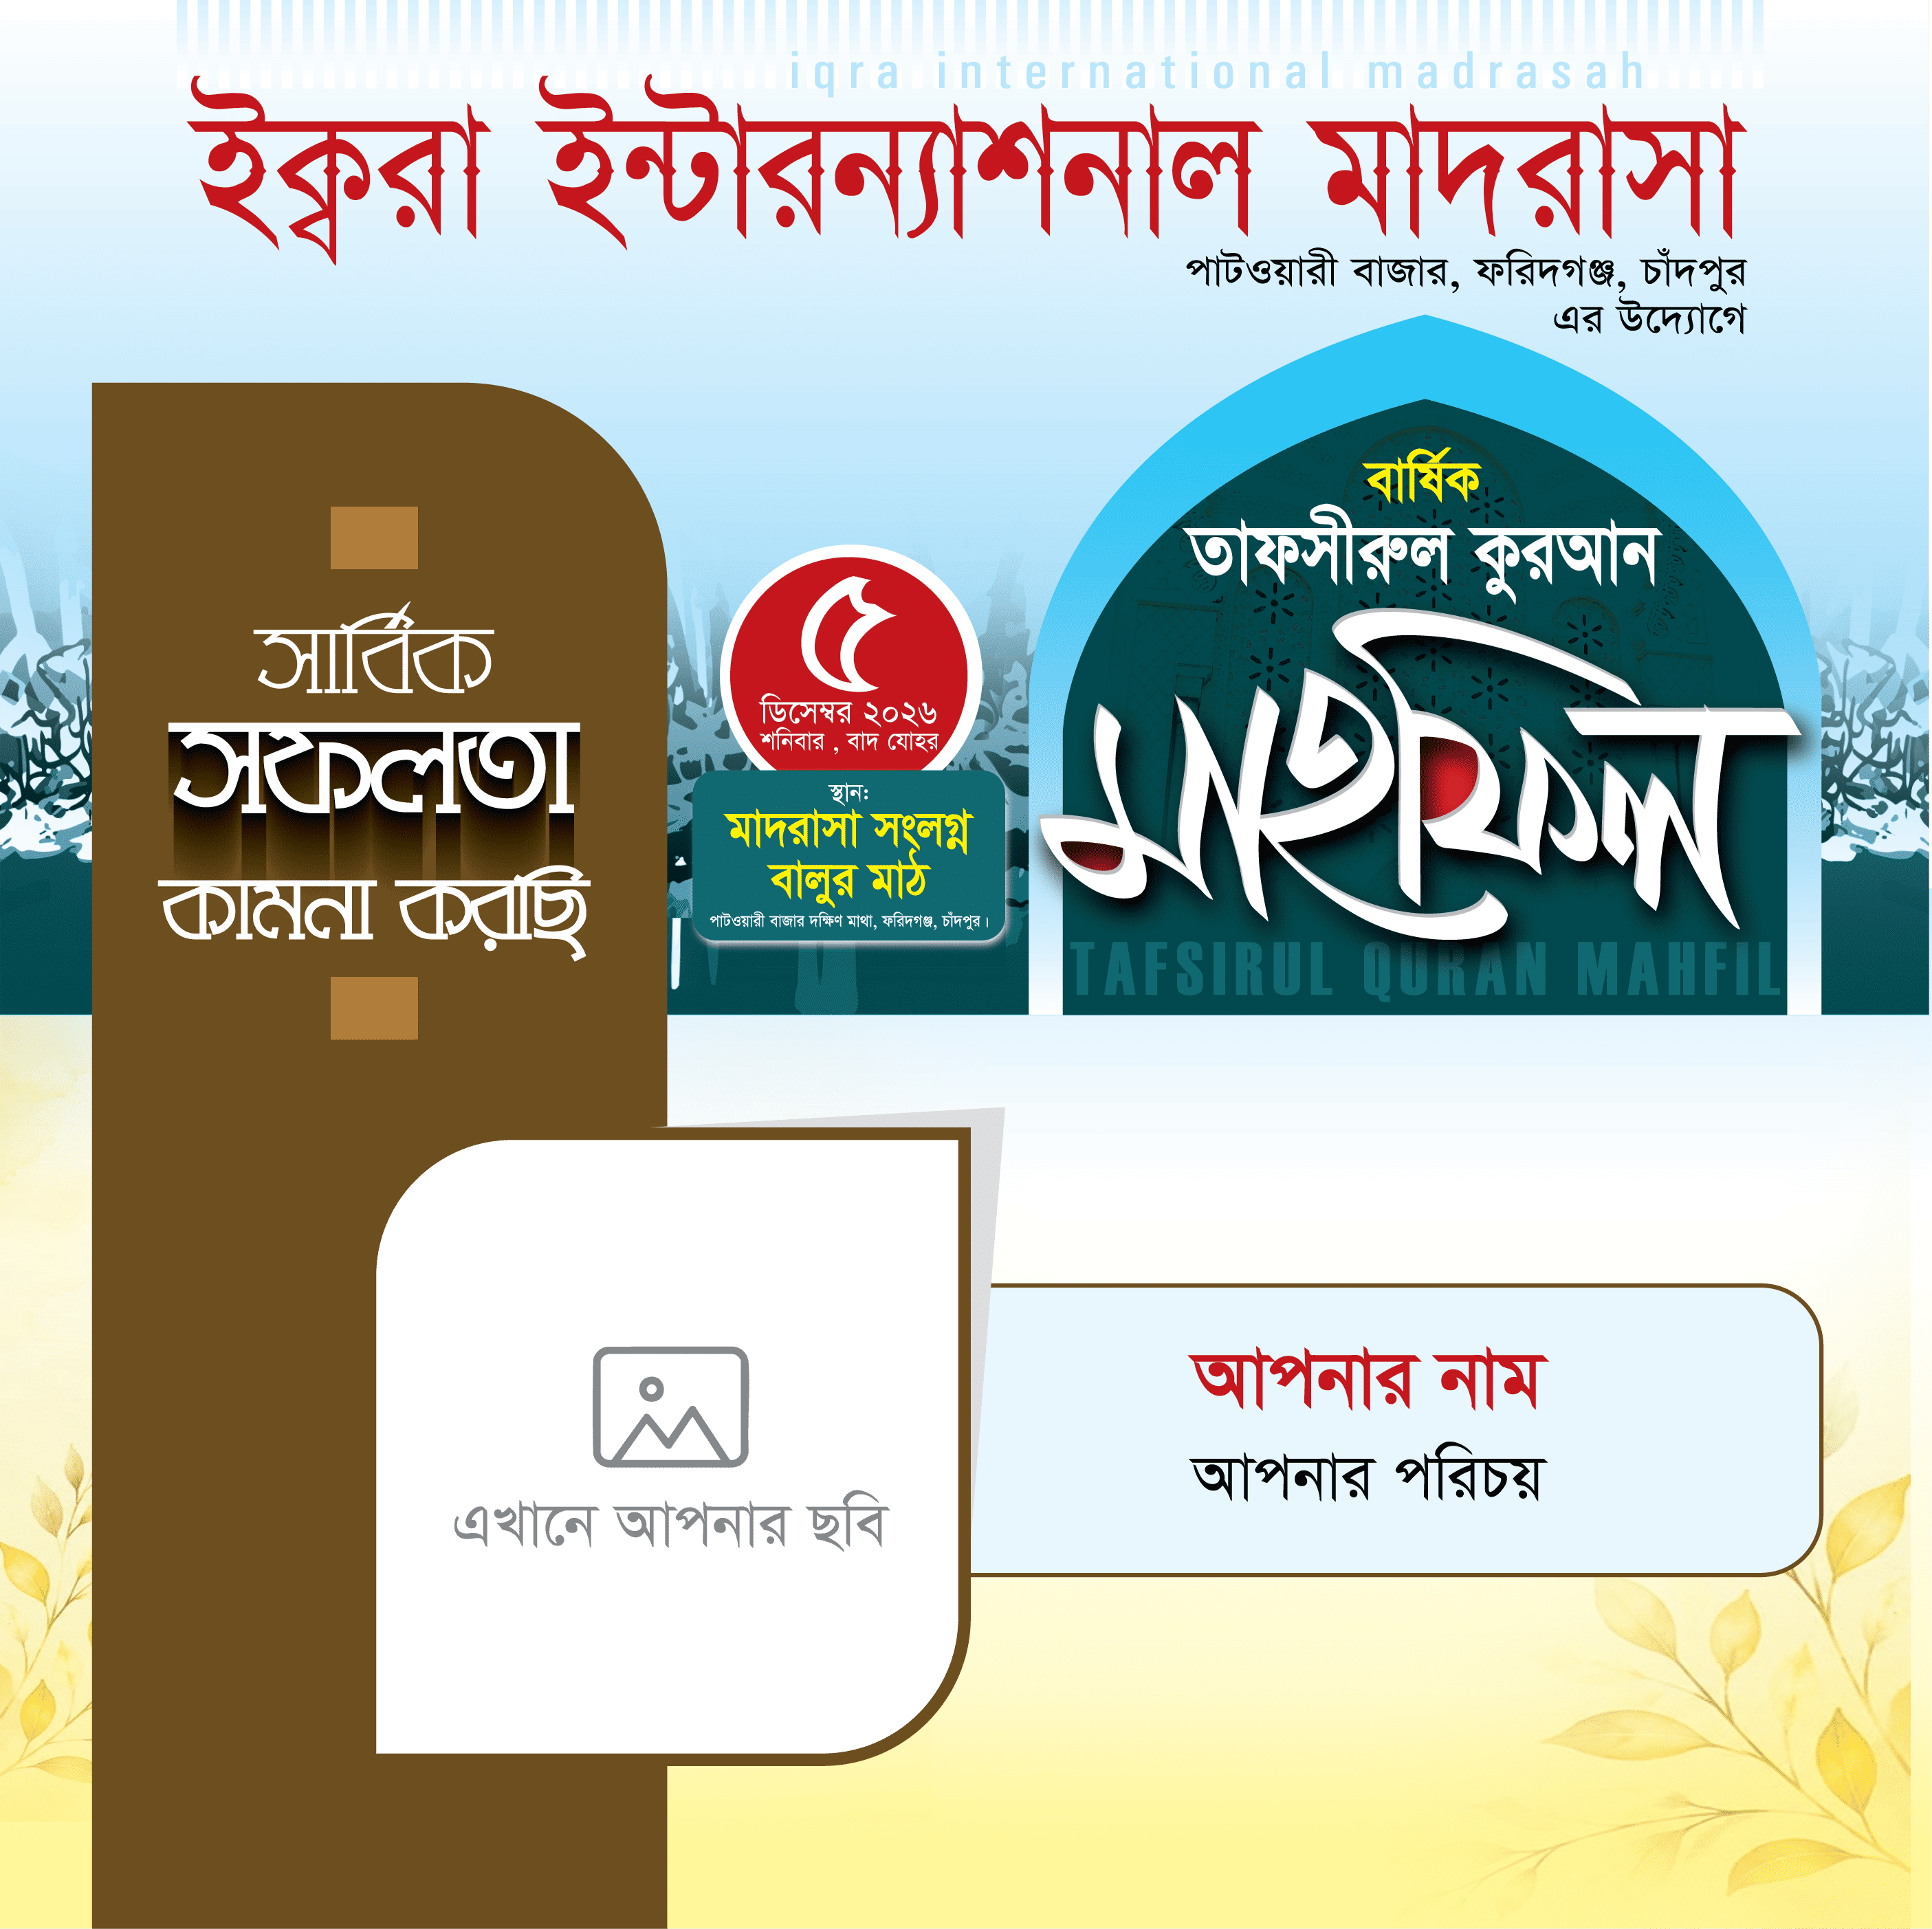 iqra international madrasah
ইক্বরা ইন্টারন্যাশনাল মাদরাসা
পাটওয়ারী বাজার, ফরিদগঞ্জ, চাঁদপুর
এর উদ্যোগে
বার্ষিক
তাফসীরুল কুরআন
মাহফিল
TAFSIRUL QURAN MAHFIL
৫
ডিসেম্বর ২০২৬
শনিবার , বাদ যোহর
স্থান:
মাদরাসা সংলগ্ন
বালুর মাঠ
পাটওয়ারী বাজার দক্ষিণ মাথা, ফরিদগঞ্জ, চাঁদপুর।
সার্বিক
সফলতা
কামনা করছি
এখানে আপনার ছবি
আপনার নাম
আপনার পরিচয়